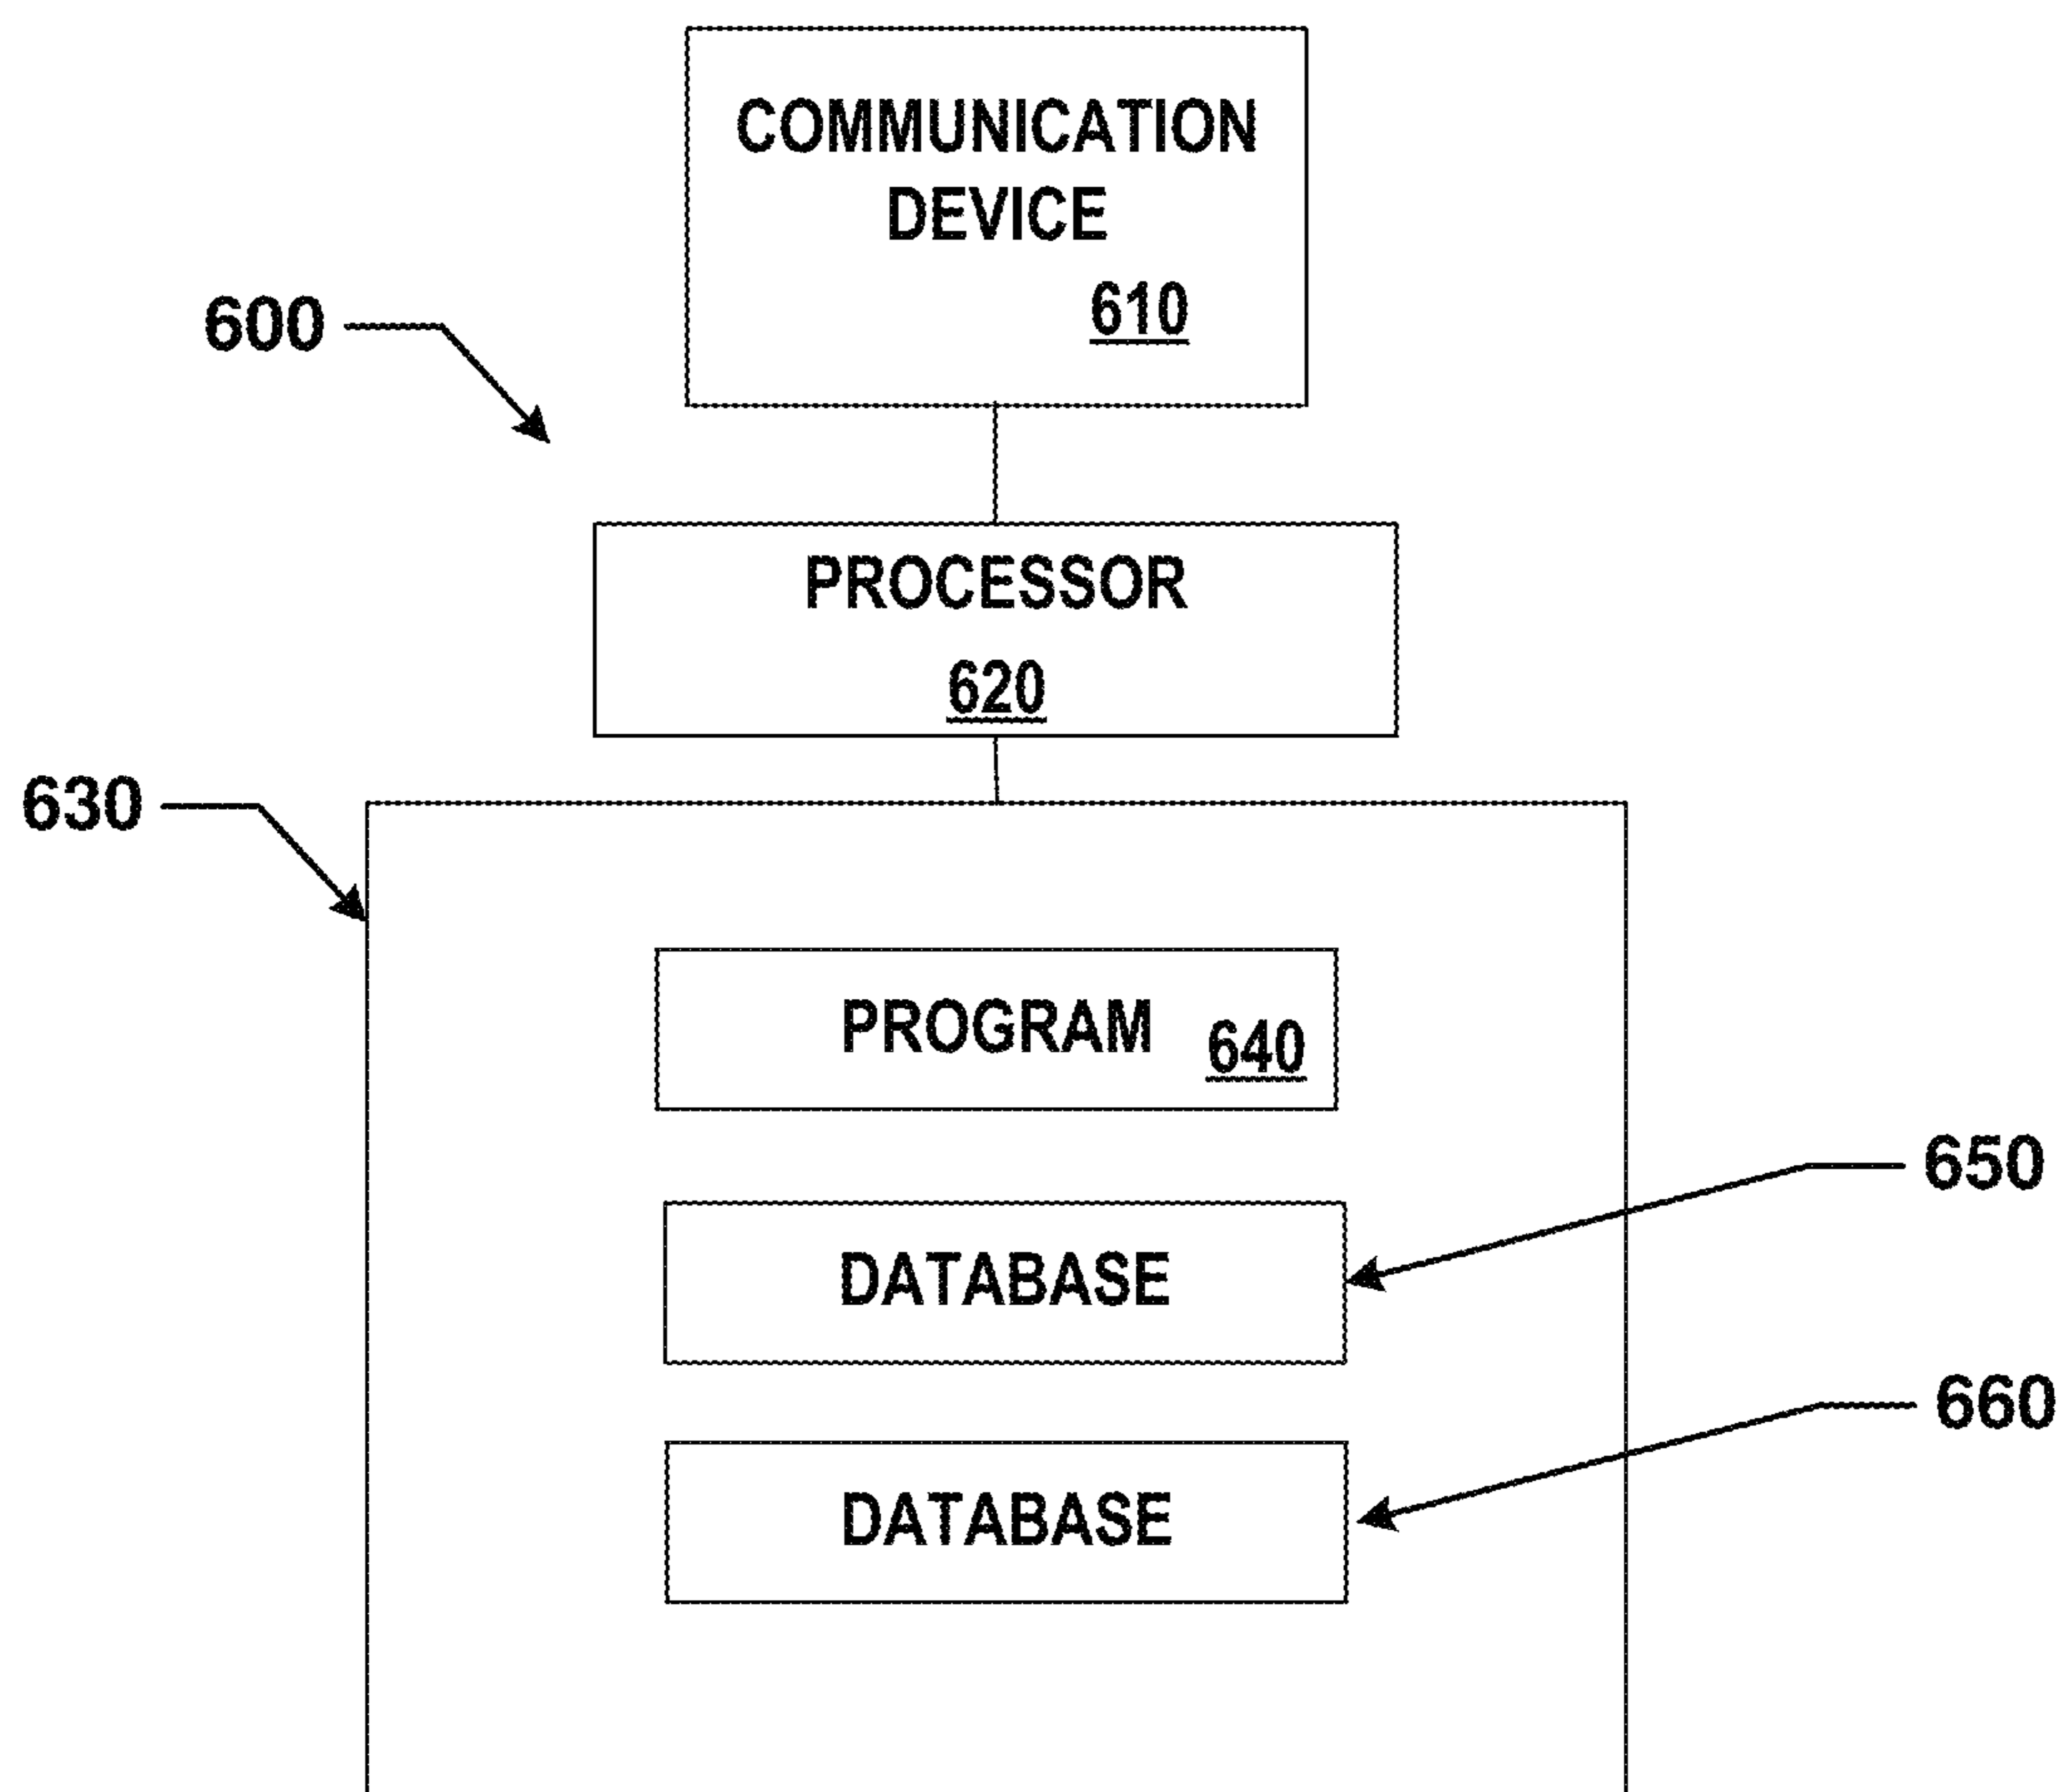 COMMUNICATION
DEVICE
610
600
PROCESSOR
620
630
PROGRAM 640
650
DATABASE
660
DATABASE